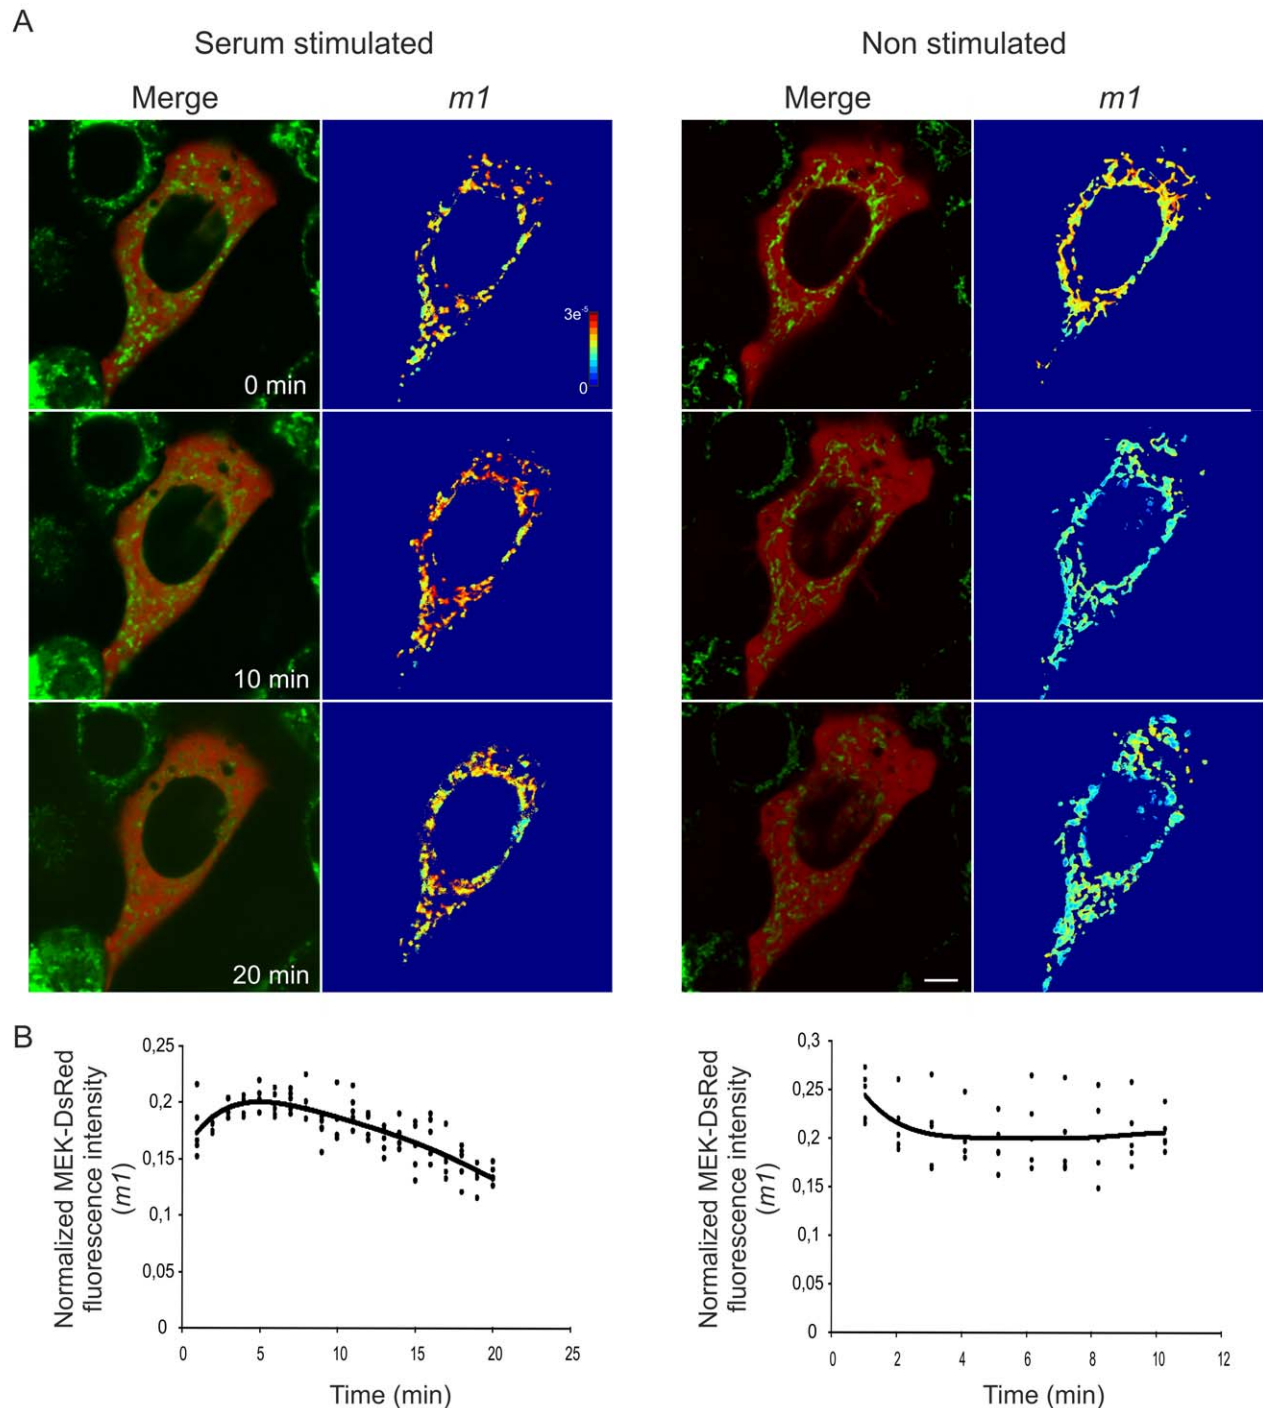 A
Serum stimulated
Non stimulated
Merge
m1
Merge
m1
3e⁻⁵
0
0 min
10 min
20 min
B
Normalized MEK-DsRed
fluorescence intensity
(m1)
0,25
0,2
0,15
0,1
0,05
0
0
5
10
15
20
25
Time (min)
Normalized MEK-DsRed
fluorescence intensity
(m1)
0,3
0,25
0,2
0,15
0,1
0,05
0
0
2
4
6
8
10
12
Time (min)